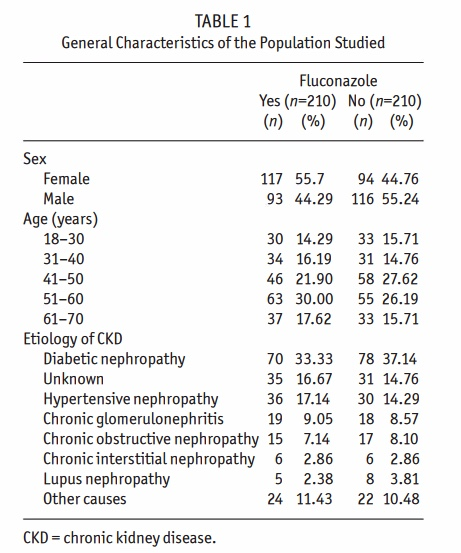 TABLE 1
General Characteristics of the Population Studied
Fluconazole
Yes (n=210) No (n=210)
(n) (%) (n) (%)
Sex
Female 117 55.7 94 44.76
Male 93 44.29 116 55.24
Age (years)
18–30 30 14.29 33 15.71
31–40 34 16.19 31 14.76
41–50 46 21.90 58 27.62
51–60 63 30.00 55 26.19
61–70 37 17.62 33 15.71
Etiology of CKD
Diabetic nephropathy 70 33.33 78 37.14
Unknown 35 16.67 31 14.76
Hypertensive nephropathy 36 17.14 30 14.29
Chronic glomerulonephritis 19 9.05 18 8.57
Chronic obstructive nephropathy 15 7.14 17 8.10
Chronic interstitial nephropathy 6 2.86 6 2.86
Lupus nephropathy 5 2.38 8 3.81
Other causes 24 11.43 22 10.48
CKD = chronic kidney disease.